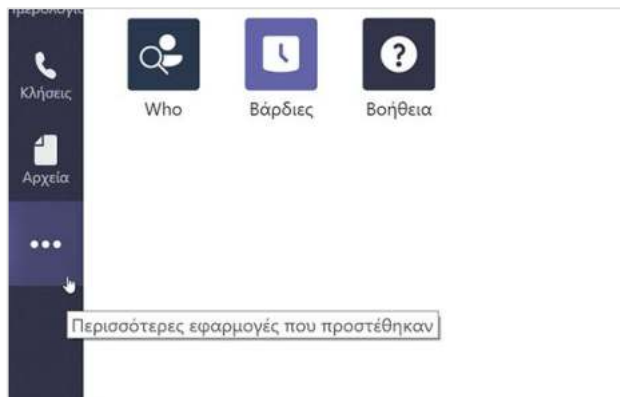 Κλήσεις
Who
Βάρδιες
Βοήθεια
Αρχεία
Περισσότερες εφαρμογές που προστέθηκαν